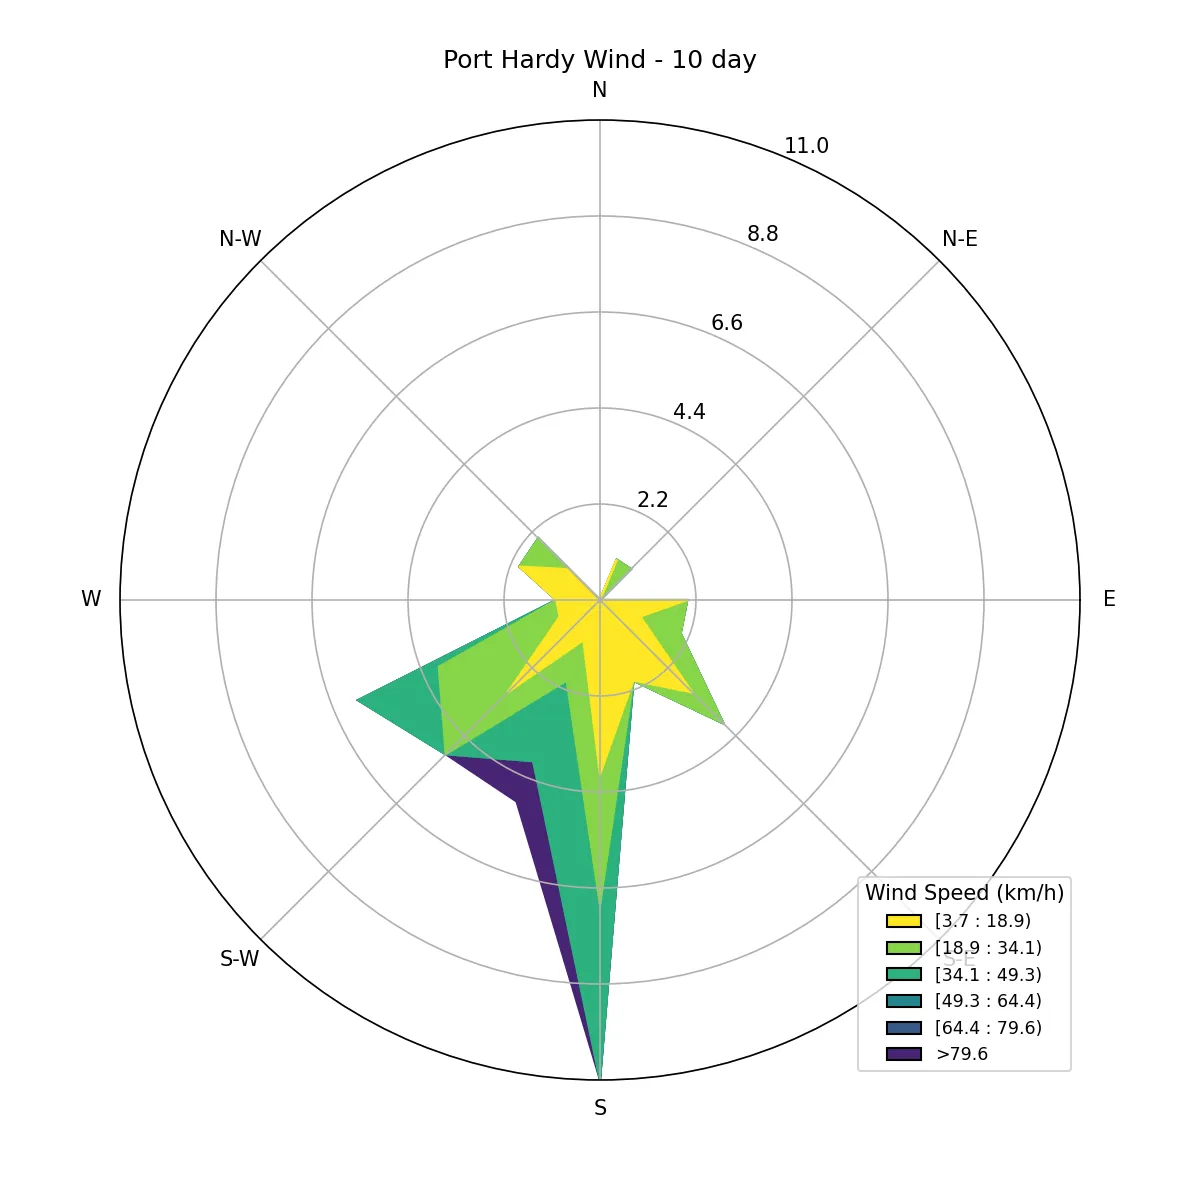 Port Hardy Wind - 10 day
N
11.0
N-W
N-E
8.8
6.6
4.4
2.2
W
E
Wind Speed (km/h)
[3.7 : 18.9)
[18.9 : 34.1)
S-W
S-E
[34.1 : 49.3)
[49.3 : 64.4)
[64.4 : 79.6)
>79.6
S